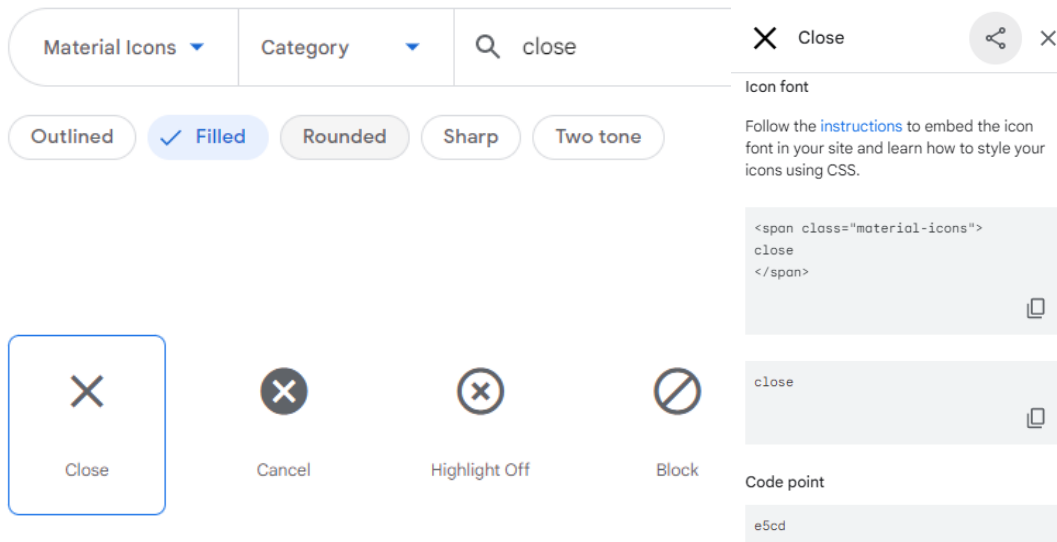 Material Icons
Category
close
Outlined
Filled
Rounded
Sharp
Two tone
Close
Cancel
Highlight Off
Block
Close
Icon font
Follow the instructions to embed the icon
font in your site and learn how to style your
icons using CSS.
<span class="material-icons">
close
</span>
close
Code point
e5cd